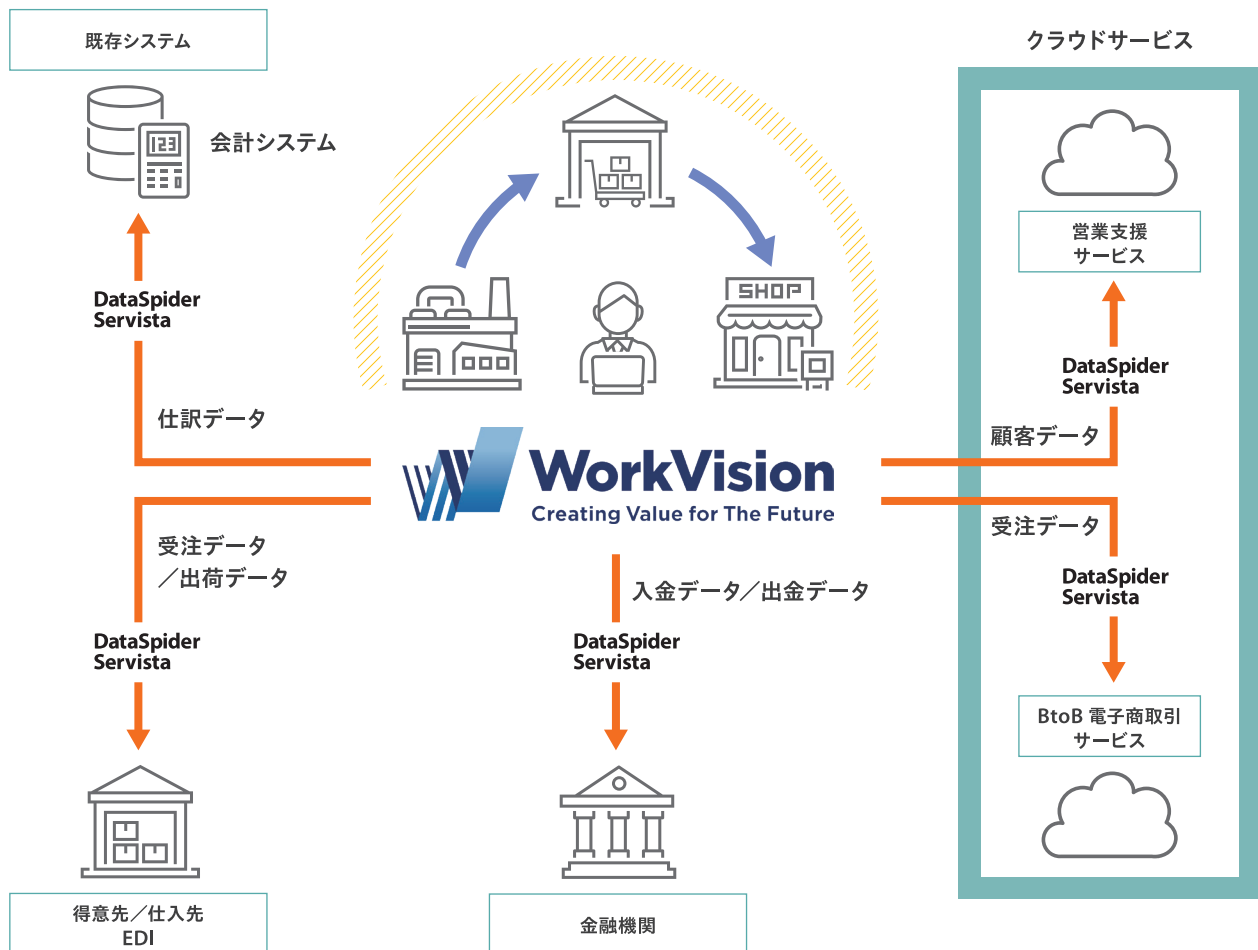 既存システム
クラウドサービス
会計システム
123
SHOP
営業支援
サービス
DataSpider
Servista
DataSpider
Servista
仕訳データ
顧客データ
WorkVision
Creating Value for The Future
受注データ
／出荷データ
受注データ
入金データ／出金データ
DataSpider
Servista
DataSpider
Servista
DataSpider
Servista
BtoB 電子商取引
サービス
得意先／仕入先
EDI
金融機関